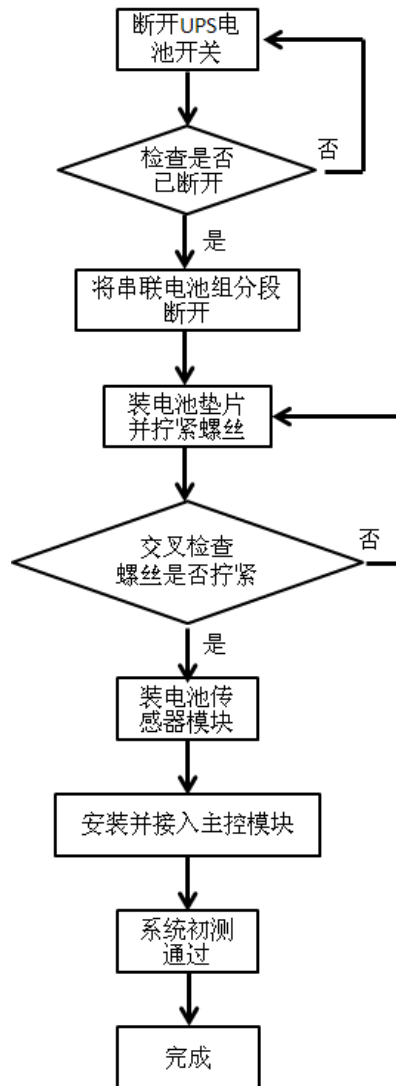 断开UPS电
池开关
检查是否
已断开
否
是
将串联电池组分段
断开
装电池垫片
并拧紧螺丝
交叉检查
螺丝是否拧紧
否
是
装电池传
感器模块
安装并接入主控模块
系统初测
通过
完成